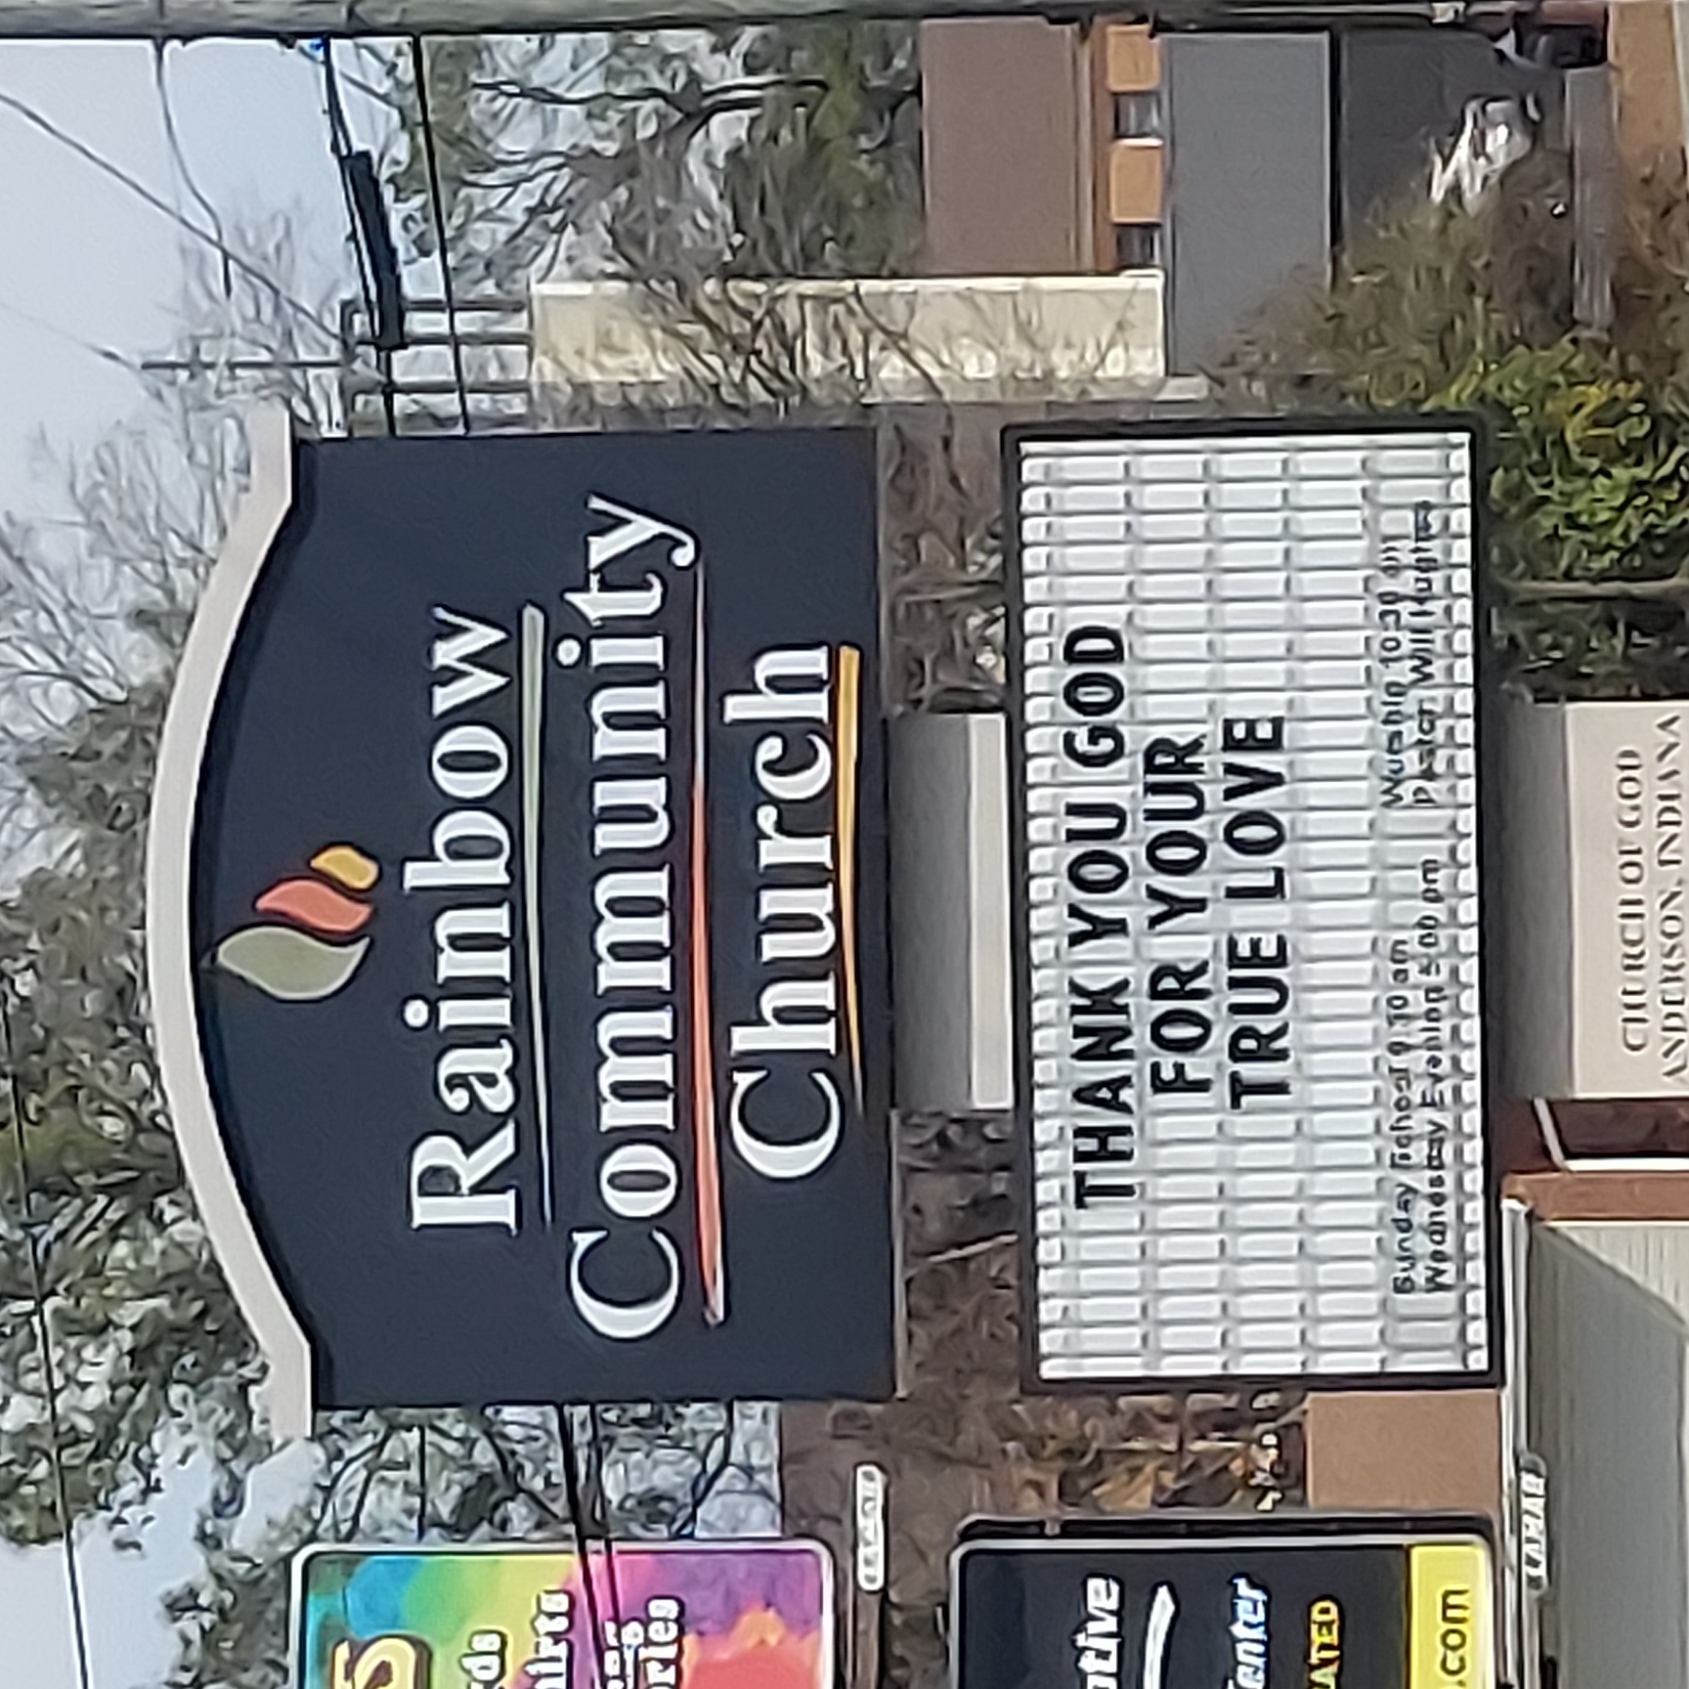 Rainbow
Community
Church
THANK YOU GOD
FOR YOUR
TRUE LOVE
Sunday School 9:30 am
Wednesday Evening 5:00 pm
Worship 10:30 am
Pastor: Will Hughes
CHURCH OF GOD
ANDERSON, INDIANA
S
rds
hirts
ories
otive
Center
ATED
.com
LAMAR